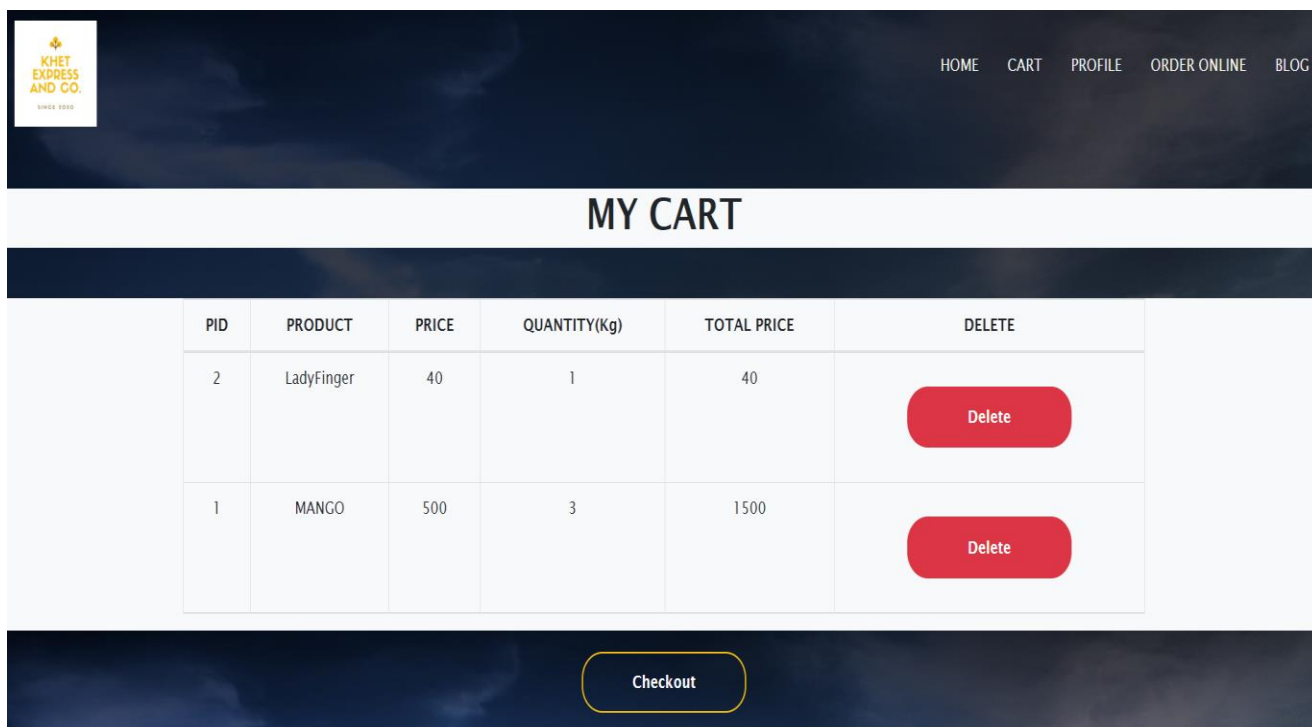 KHET
EXPRESS
AND CO.
HOME CART PROFILE ORDER ONLINE BLOG
MY CART
PID PRODUCT PRICE QUANTITY(Kg) TOTAL PRICE DELETE
2 LadyFinger 40 1 40 Delete
1 MANGO 500 3 1500 Delete
Checkout